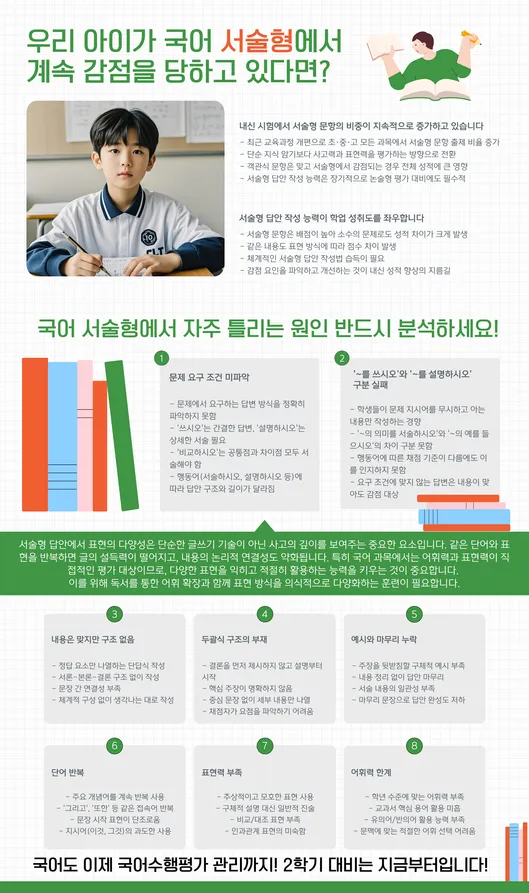 우리 아이가 국어 서술형에서
계속 감점을 당하고 있다면?
내신 시험에서 서술형 문항의 비중이 지속적으로 증가하고 있습니다
- 최근 교육과정 개편으로 초·중·고 모든 과목에서 서술형 문항 출제 비율 증가
- 단순 지식 암기보다 사고력과 표현력을 평가하는 방향으로 전환
- 객관식 문항은 맞고 서술형에서 감점되는 경우 전체 성적에 큰 영향
- 서술형 답안 작성 능력은 장기적으로 논술형 평가 대비에도 필수적
서술형 답안 작성 능력이 학업 성취도를 좌우합니다
- 서술형 문항은 배점이 높아 소수의 문제로도 성적 차이가 크게 발생
- 같은 내용도 표현 방식에 따라 점수 차이 발생
- 체계적인 서술형 답안 작성법 습득이 필요
- 감점 요인을 파악하고 개선하는 것이 내신 성적 향상의 지름길
국어 서술형에서 자주 틀리는 원인 반드시 분석하세요!
1
문제 요구 조건 미파악
- 문제에서 요구하는 답변 방식을 정확히
파악하지 못함
- '쓰시오'는 간결한 답변, '설명하시오'는
상세한 서술 필요
- '비교하시오'는 공통점과 차이점 모두 서
술해야 함
- 행동어(서술하시오, 설명하시오 등)에
따라 답안 구조와 길이가 달라짐
2
'~를 쓰시오'와 '~를 설명하시오'
구분 실패
- 학생들이 문제 지시어를 무시하고 아는
내용만 작성하는 경향
- '~의 의미를 서술하시오'와 '~의 예를 들
으시오'의 차이 구분 못함
- 행동어에 따른 채점 기준이 다름에도 이
를 인지하지 못함
- 요구 조건에 맞지 않는 답변은 내용이 맞
아도 감점 대상
서술형 답안에서 표현의 다양성은 단순한 글쓰기 기술이 아닌 사고의 깊이를 보여주는 중요한 요소입니다. 같은 단어와 표
현을 반복하면 글의 설득력이 떨어지고, 내용의 논리적 연결성도 약화됩니다. 특히 국어 과목에서는 어휘력과 표현력이 직
접적인 평가 대상이므로, 다양한 표현을 익히고 적절히 활용하는 능력을 키우는 것이 중요합니다.
이를 위해 독서를 통한 어휘 확장과 함께 표현 방식을 의식적으로 다양화하는 훈련이 필요합니다.
3
내용은 맞지만 구조 없음
- 정답 요소만 나열하는 단답식 작성
- 서론-본론-결론 구조 없이 작성
- 문장 간 연결성 부족
- 체계적 구성 없이 생각나는 대로 작성
4
두괄식 구조의 부재
- 결론을 먼저 제시하지 않고 설명부터
시작
- 핵심 주장이 명확하지 않음
- 중심 문장 없이 세부 내용만 나열
- 채점자가 요점을 파악하기 어려움
5
예시와 마무리 누락
- 주장을 뒷받침할 구체적 예시 부족
- 내용 정리 없이 답안 마무리
- 서술 내용의 일관성 부족
- 마무리 문장으로 답안 완성도 저하
6
단어 반복
- 주요 개념어를 계속 반복 사용
- '그리고', '또한' 등 같은 접속어 반복
- 문장 시작 표현이 단조로움
- 지시어(이것, 그것)의 과도한 사용
7
표현력 부족
- 추상적이고 모호한 표현 사용
- 구체적 설명 대신 일반적 진술
- 비교/대조 표현 부족
- 인과관계 표현의 미숙함
8
어휘력 한계
- 학년 수준에 맞는 어휘력 부족
- 교과서 핵심 용어 활용 미흡
- 유의어/반의어 활용 능력 부족
- 문맥에 맞는 적절한 어휘 선택 어려움
국어도 이제 국어수행평가 관리까지! 2학기 대비는 지금부터입니다!